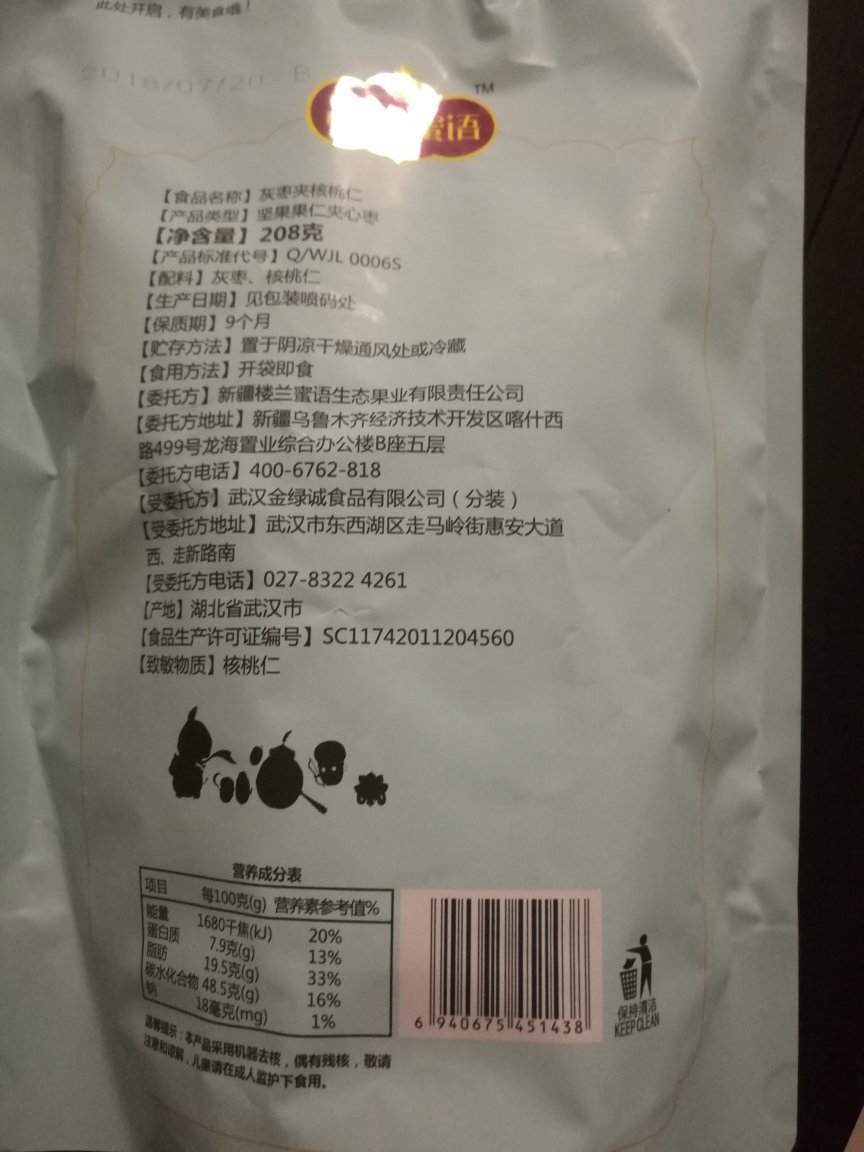 此处开启，有美食哦！
2018/07/20 B
TM
蜜语
【食品名称】灰枣夹核桃仁
【产品类型】坚果果仁夹心枣
【净含量】208克
【产品标准代号】Q/WJL 0006S
【配料】灰枣、核桃仁
【生产日期】见包装喷码处
【保质期】9个月
【贮存方法】置于阴凉干燥通风处或冷藏
【食用方法】开袋即食
【委托方】新疆楼兰蜜语生态果业有限责任公司
【委托方地址】新疆乌鲁木齐经济技术开发区喀什西
路499号龙海置业综合办公楼B座五层
【委托方电话】400-6762-818
【受委托方】武汉金绿诚食品有限公司（分装）
【受委托方地址】武汉市东西湖区走马岭街惠安大道
西、走新路南
【受委托方电话】027-8322 4261
【产地】湖北省武汉市
【食品生产许可证编号】SC11742011204560
【致敏物质】核桃仁
营养成分表
项目 每100克(g) 营养素参考值%
能量 1680千焦(kJ) 20%
蛋白质 7.9克(g) 13%
脂肪 19.5克(g) 33%
碳水化合物 48.5克(g) 16%
钠 18毫克(mg) 1%
温馨提示：本产品采用机器去核，偶有残核，敬请
注意和谅解，儿童请在成人监护下食用。
6 940675 451438
保持清洁
KEEP CLEAN